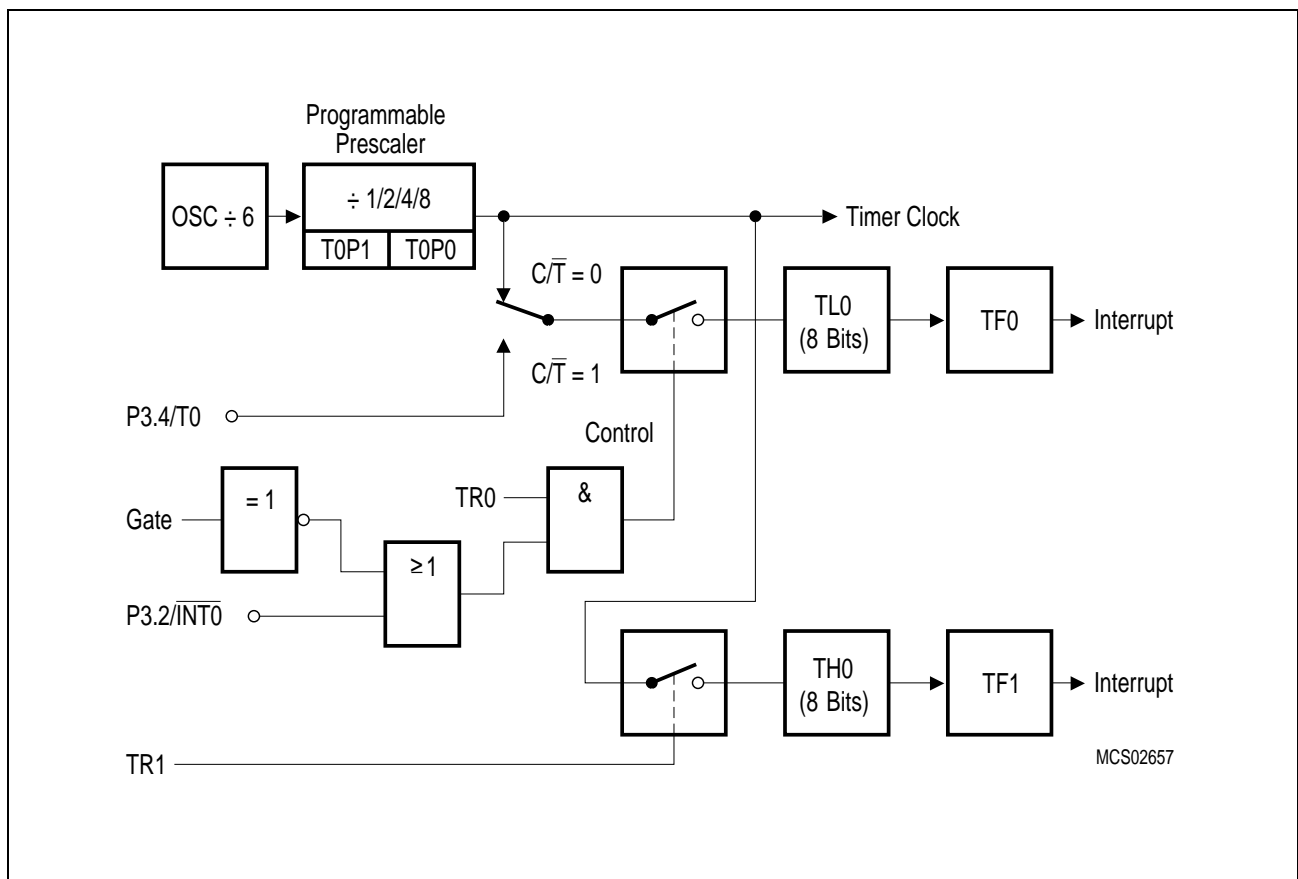 Programmable
Prescaler
OSC ÷ 6
÷ 1/2/4/8
T0P1
T0P0
Timer Clock
C/T̅ = 0
TL0
(8 Bits)
TF0
Interrupt
C/T̅ = 1
P3.4/T0
Control
= 1
Gate
TR0
&
≥1
P3.2/I̅N̅T̅0̅
TH0
(8 Bits)
TF1
Interrupt
TR1
MCS02657